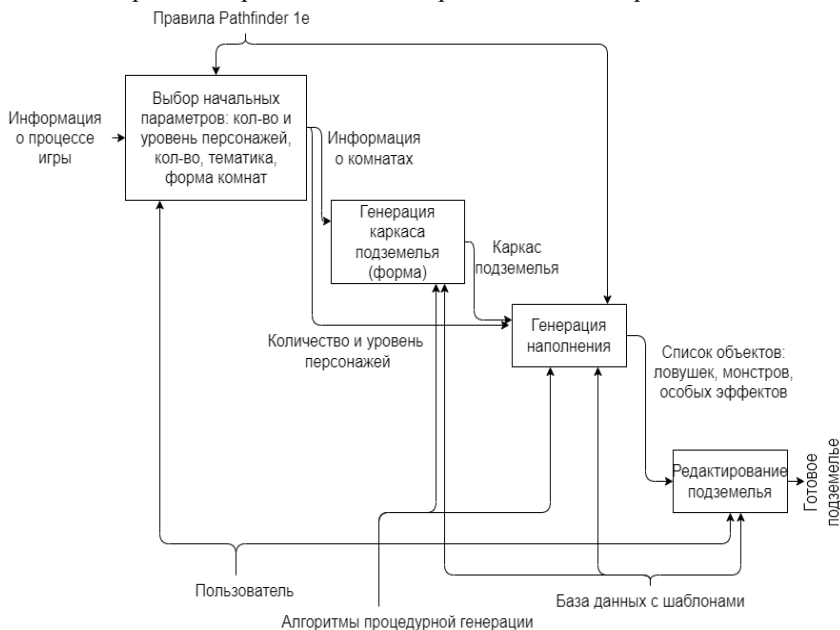 Правила Pathfinder 1е
Выбор начальных
параметров: кол-во и
уровень персонажей,
кол-во, тематика,
форма комнат
Информация
о процессе
игры
Информация
о комнатах
Генерация
каркаса
подземелья
(форма)
Каркас
подземелья
Генерация
наполнения
Количество и уровень
персонажей
Список объектов:
ловушек, монстров,
особых эффектов
Редактирование
подземелья
Готовое
подземелье
Пользователь
База данных с шаблонами
Алгоритмы процедурной генерации